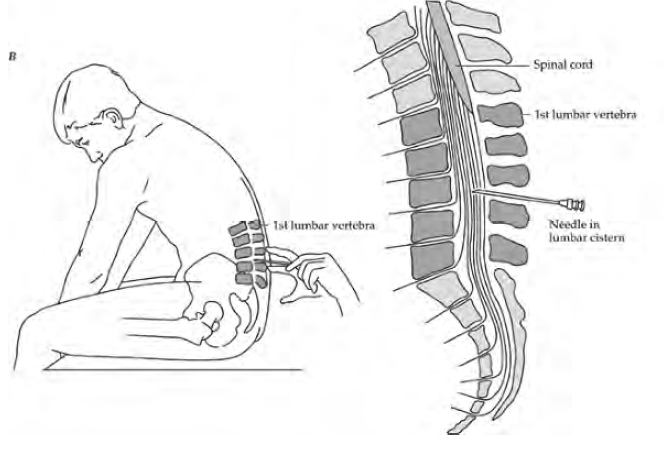 B
1st lumbar vertebra
Spinal cord
1st lumbar vertebra
Needle in
lumbar cistern